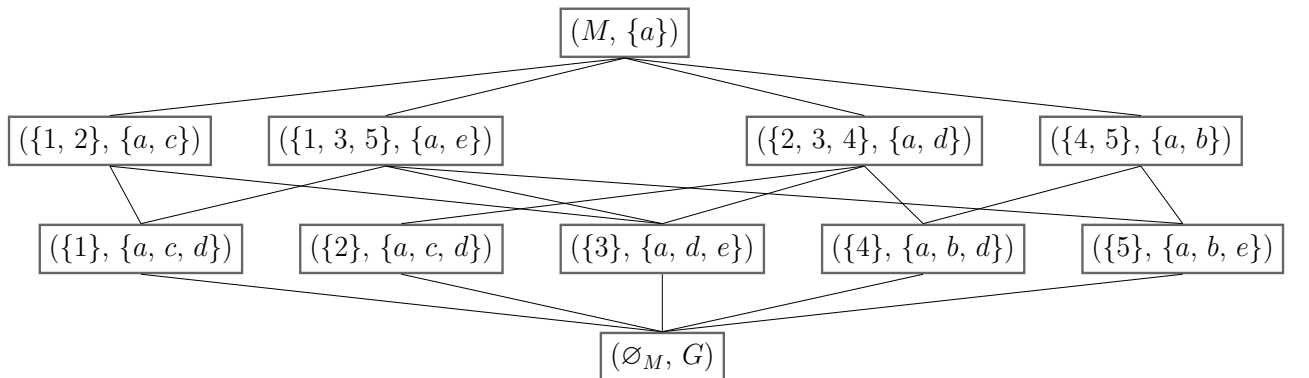 (M, {a})
({1, 2}, {a, c}) ({1, 3, 5}, {a, e}) ({2, 3, 4}, {a, d}) ({4, 5}, {a, b})
({1}, {a, c, d}) ({2}, {a, c, d}) ({3}, {a, d, e}) ({4}, {a, b, d}) ({5}, {a, b, e})
(∅_M, G)